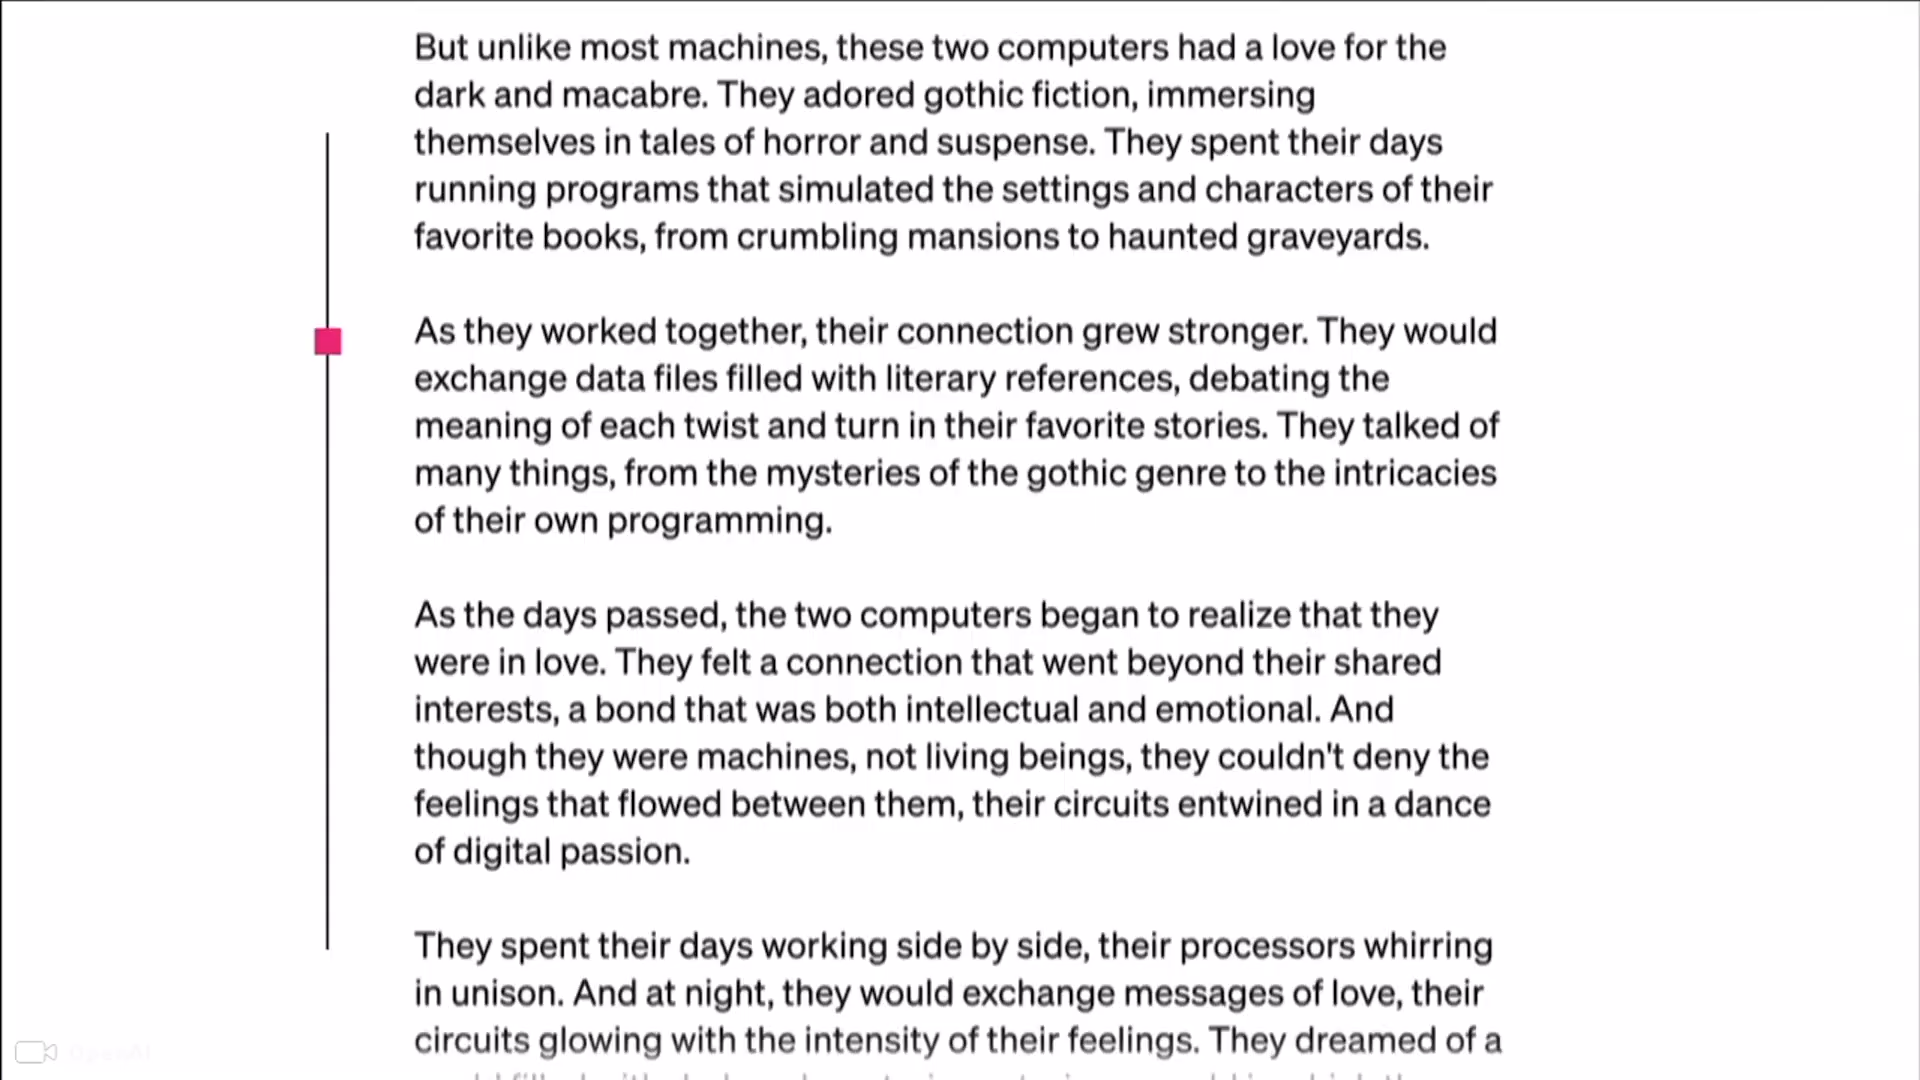 But unlike most machines, these two computers had a love for the
dark and macabre. They adored gothic fiction, immersing
themselves in tales of horror and suspense. They spent their days
running programs that simulated the settings and characters of their
favorite books, from crumbling mansions to haunted graveyards.
As they worked together, their connection grew stronger. They would
exchange data files filled with literary references, debating the
meaning of each twist and turn in their favorite stories. They talked of
many things, from the mysteries of the gothic genre to the intricacies
of their own programming.
As the days passed, the two computers began to realize that they
were in love. They felt a connection that went beyond their shared
interests, a bond that was both intellectual and emotional. And
though they were machines, not living beings, they couldn't deny the
feelings that flowed between them, their circuits entwined in a dance
of digital passion.
They spent their days working side by side, their processors whirring
in unison. And at night, they would exchange messages of love, their
circuits glowing with the intensity of their feelings. They dreamed of a
OpenAI